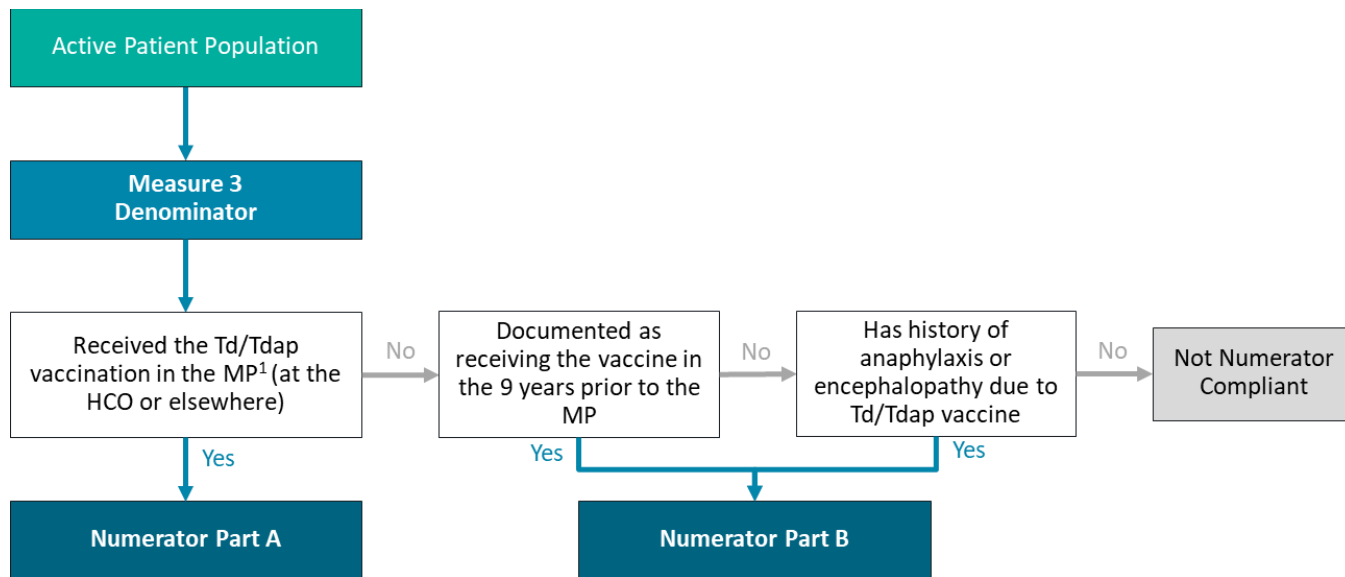 Active Patient Population
Measure 3
Denominator
Received the Td/Tdap
vaccination in the MP¹ (at the
HCO or elsewhere)
No
Documented as
receiving the vaccine in
the 9 years prior to the
MP
No
Has history of
anaphylaxis or
encephalopathy due to
Td/Tdap vaccine
No
Not Numerator
Compliant
Yes
Yes
Yes
Numerator Part A
Numerator Part B